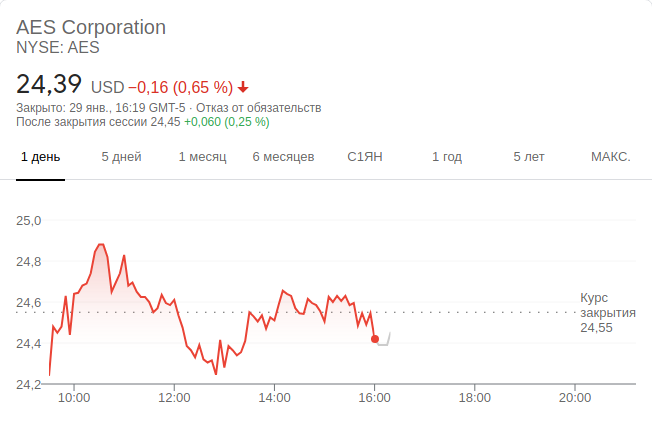 AES Corporation
NYSE: AES
24,39 USD −0,16 (0,65 %)
Закрыто: 29 янв., 16:19 GMT-5 · Отказ от обязательств
После закрытия сессии 24,45 +0,060 (0,25 %)
1 день 5 дней 1 месяц 6 месяцев С1ЯН 1 год 5 лет МАКС.
25,0
24,8
24,6
Курс
закрытия
24,55
24,4
24,2
10:00 12:00 14:00 16:00 18:00 20:00